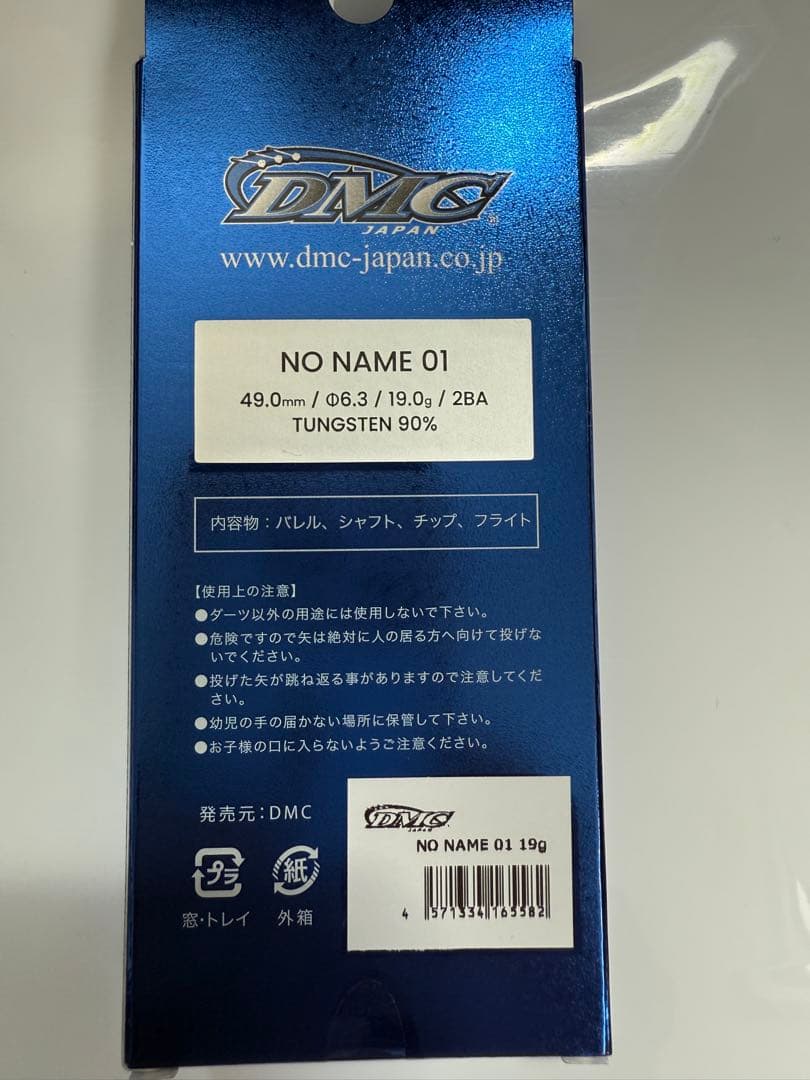 DMC
JAPAN
www.dmc-japan.co.jp
NO NAME 01
49.0mm / Φ6.3 / 19.0g / 2BA
TUNGSTEN 90%
内容物：バレル、シャフト、チップ、フライト
【使用上の注意】
●ダーツ以外の用途には使用しないで下さい。
●危険ですので矢は絶対に人の居る方へ向けて投げな
いでください。
●投げた矢が跳ね返る事がありますので注意してくだ
さい。
●幼児の手の届かない場所に保管して下さい。
●お子様の口に入らないようご注意ください。
発売元：DMC
プラ
窓・トレイ
紙
外箱
DMC
JAPAN
NO NAME 01 19g
4 571334 165582